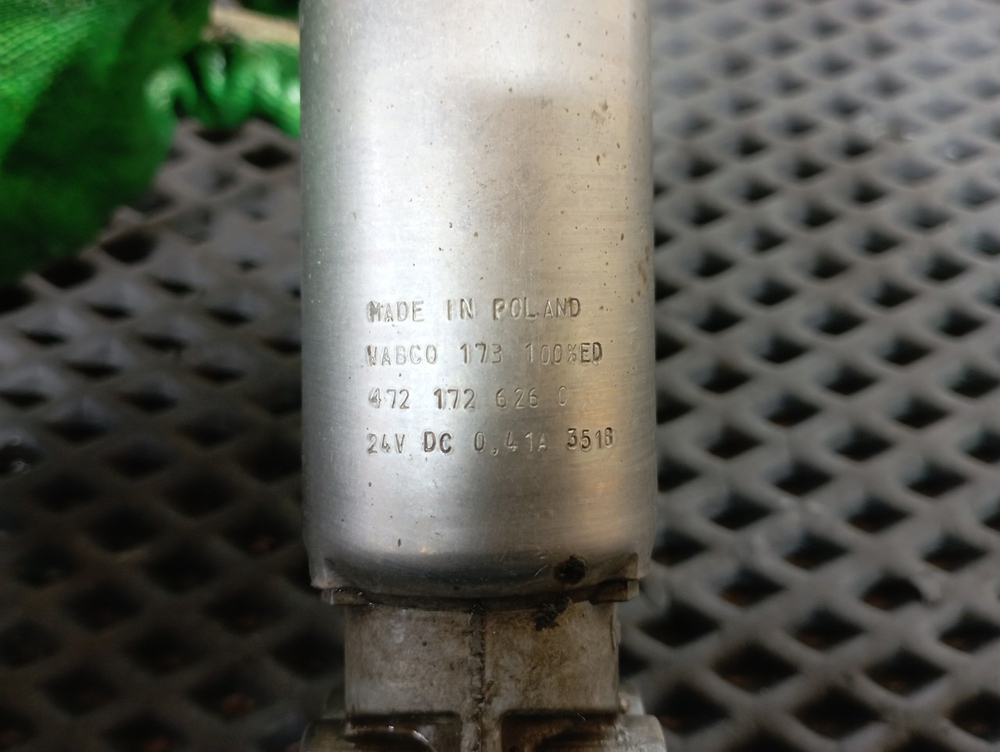 MADE IN POLAND
WABCO 173 100%ED
472 172 626 0
24V DC 0,41A 3518